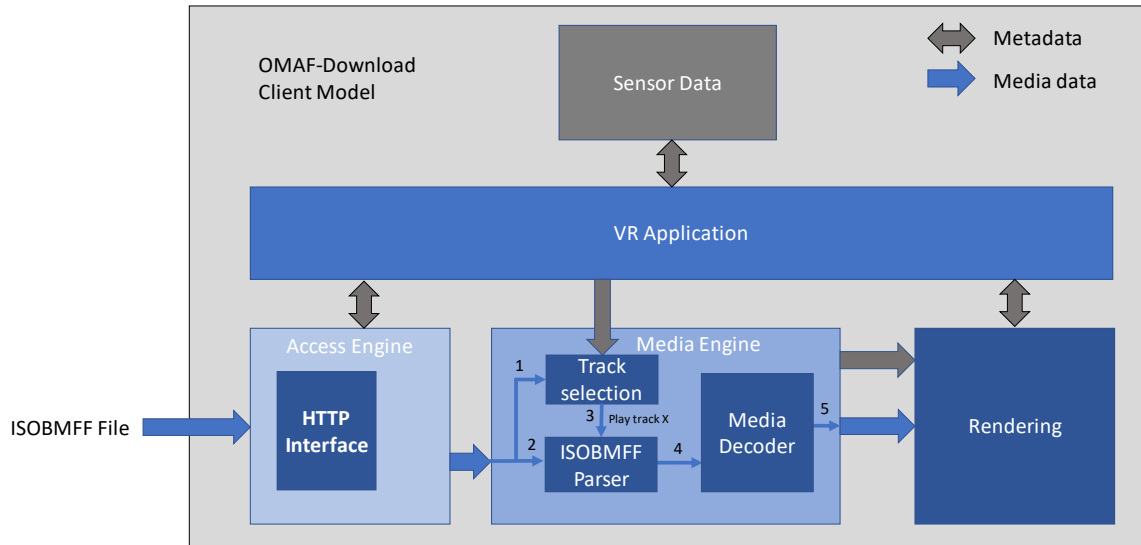 OMAF-Download
Client Model
Sensor Data
Metadata
Media data
VR Application
Access Engine
Media Engine
HTTP
Interface
ISOBMFF File
1
Track
selection
3
Play track X
2
ISOBMFF
Parser
4
Media
Decoder
5
Rendering